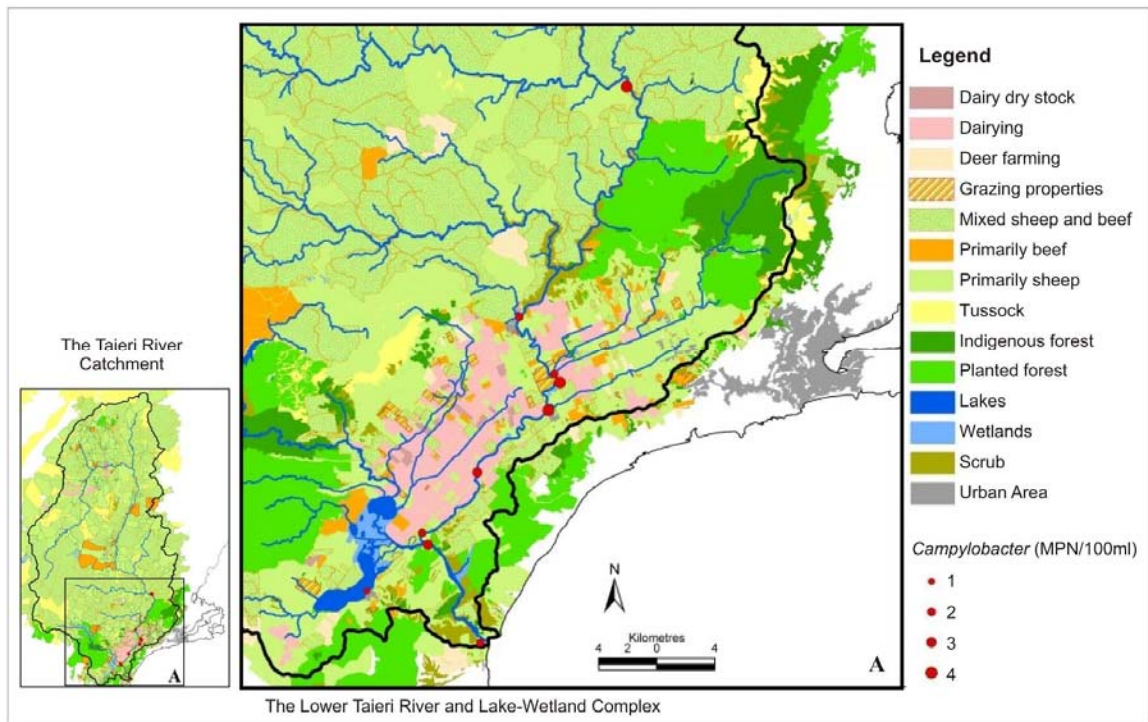 Legend
Dairy dry stock
Dairying
Deer farming
Grazing properties
Mixed sheep and beef
Primarily beef
Primarily sheep
Tussock
Indigenous forest
Planted forest
Lakes
Wetlands
Scrub
Urban Area
Campylobacter (MPN/100ml)
1
2
3
4
The Taieri River
Catchment
A
N
Kilometres
4 2 0 4
A
The Lower Taieri River and Lake-Wetland Complex